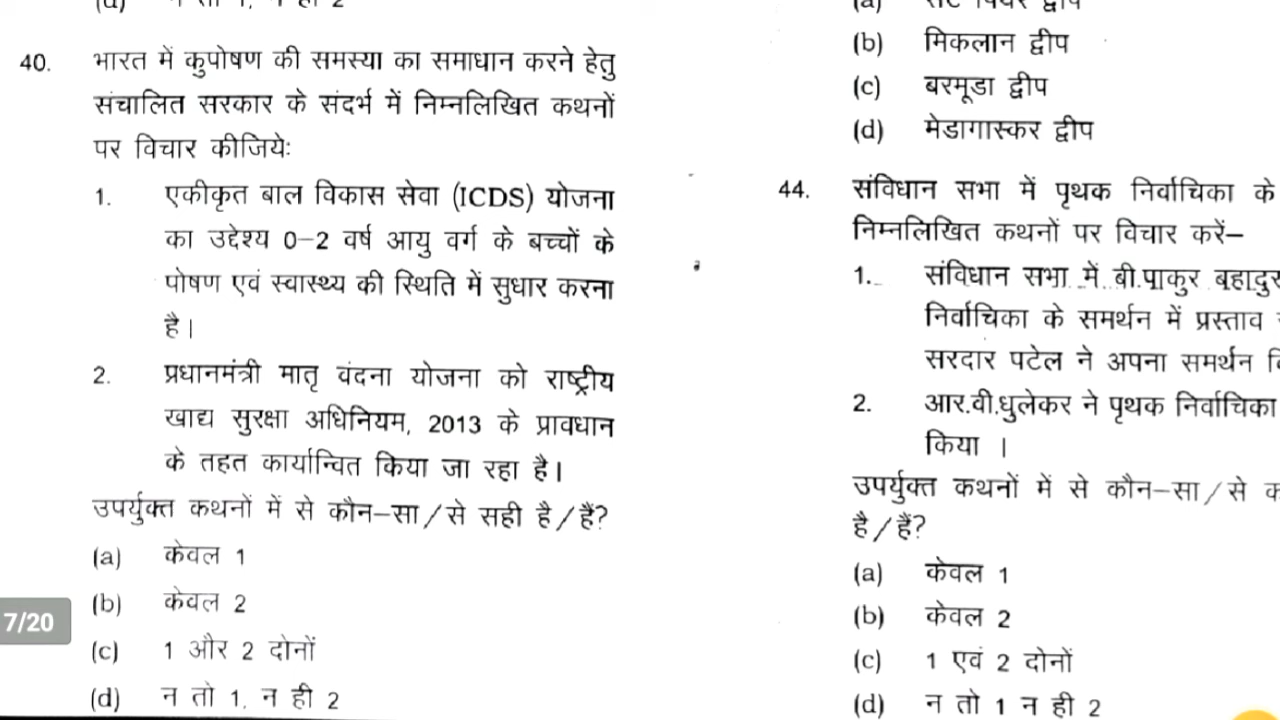 40. भारत में कुपोषण की समस्या का समाधान करने हेतु
संचालित सरकार के संदर्भ में निम्नलिखित कथनों
पर विचार कीजियेः
1. एकीकृत बाल विकास सेवा (ICDS) योजना
का उद्देश्य 0–2 वर्ष आयु वर्ग के बच्चों के
पोषण एवं स्वास्थ्य की स्थिति में सुधार करना
है।
2. प्रधानमंत्री मातृ वंदना योजना को राष्ट्रीय
खाद्य सुरक्षा अधिनियम, 2013 के प्रावधान
के तहत कार्यान्वित किया जा रहा है।
उपर्युक्त कथनों में से कौन–सा/से सही है/हैं?
(a) केवल 1
(b) केवल 2
(c) 1 और 2 दोनों
(d) न तो 1, न ही 2
7/20
(b) मिकलान द्वीप
(c) बरमूडा द्वीप
(d) मेडागास्कर द्वीप
44. संविधान सभा में पृथक निर्वाचिका के
निम्नलिखित कथनों पर विचार करें–
1. संविधान सभा में बी.पाकुर बहादुर
निर्वाचिका के समर्थन में प्रस्ताव
सरदार पटेल ने अपना समर्थन
2. आर.वी.धुलेकर ने पृथक निर्वाचिका
किया ।
उपर्युक्त कथनों में से कौन–सा/से
है/हैं?
(a) केवल 1
(b) केवल 2
(c) 1 एवं 2 दोनों
(d) न तो 1 न ही 2